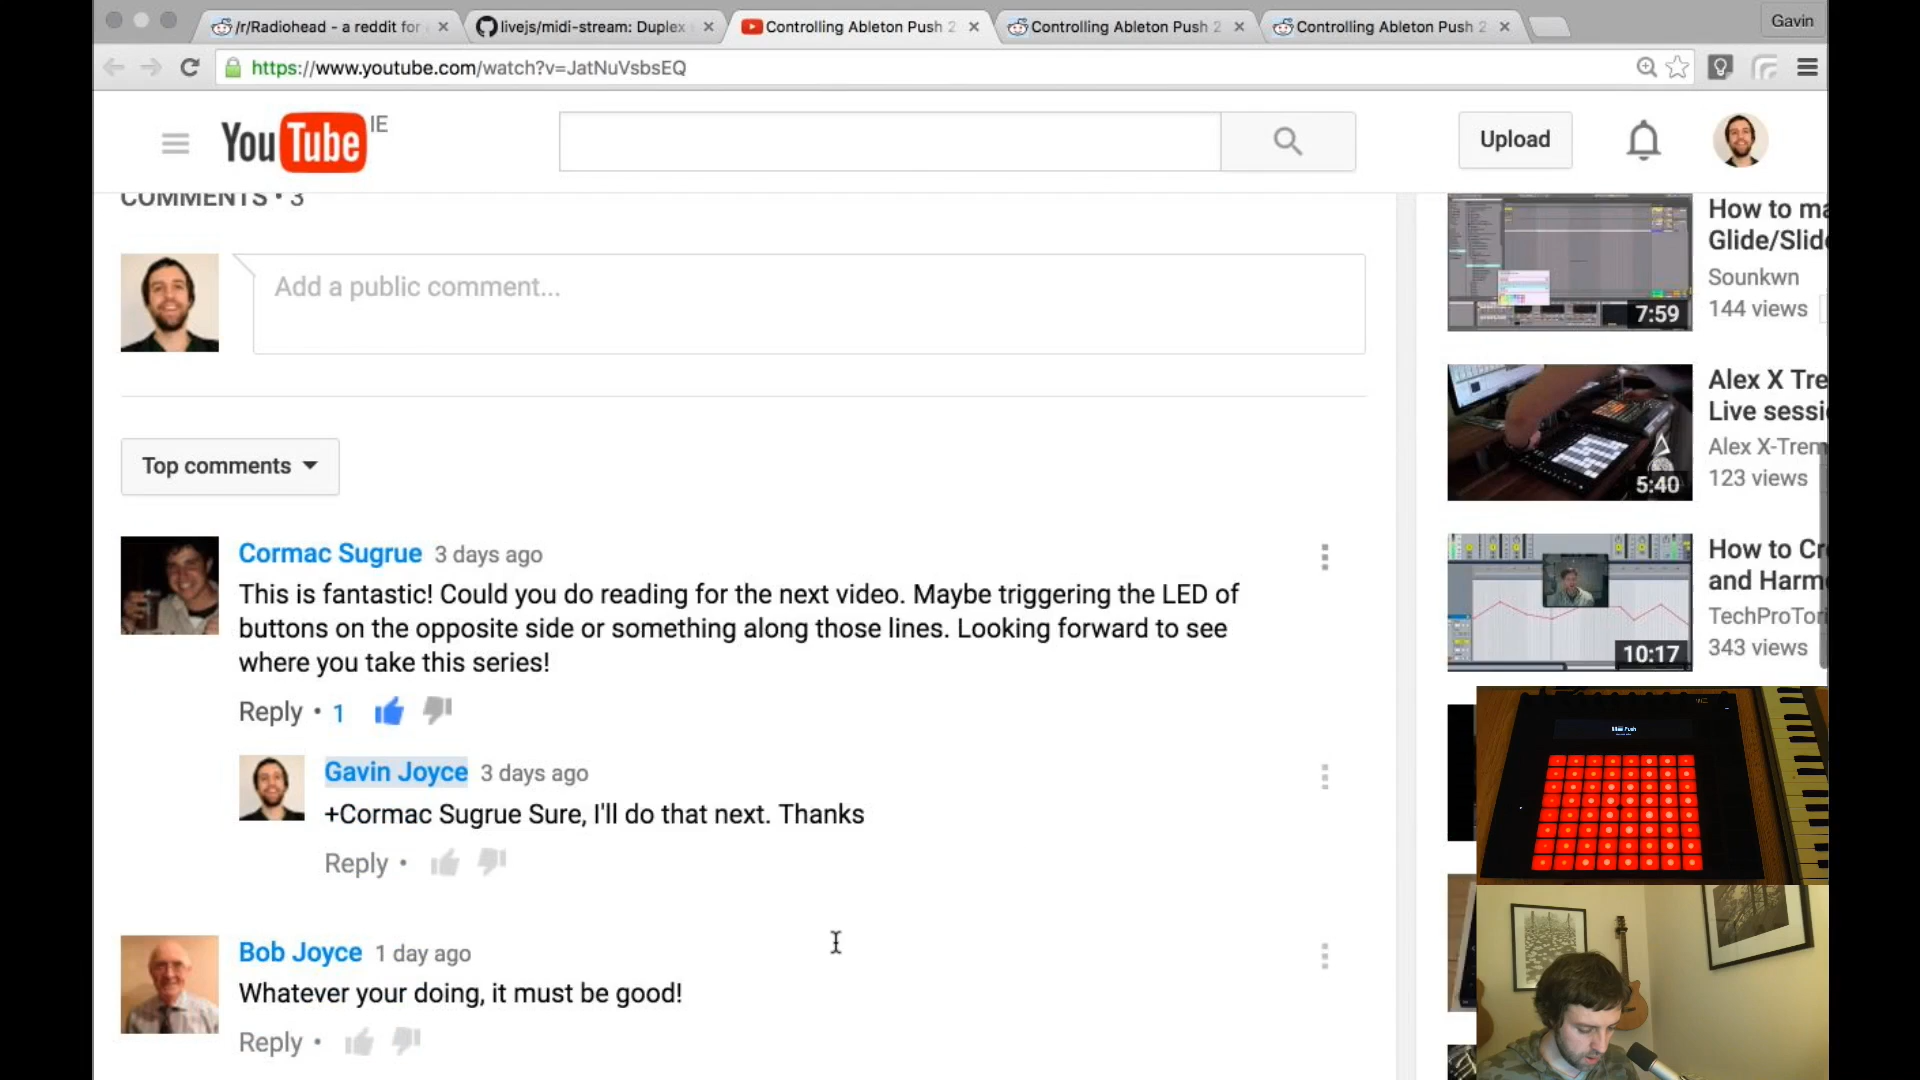 /r/Radiohead - a reddit for
livejs/midi-stream: Duplex
Controlling Ableton Push 2
Controlling Ableton Push 2
Controlling Ableton Push 2
Gavin
https://www.youtube.com/watch?v=JatNuVsbsEQ
YouTube IE
Upload
COMMENTS • 3
Add a public comment...
Top comments
Cormac Sugrue 3 days ago
This is fantastic! Could you do reading for the next video. Maybe triggering the LED of
buttons on the opposite side or something along those lines. Looking forward to see
where you take this series!
Reply • 1
Gavin Joyce 3 days ago
+Cormac Sugrue Sure, I'll do that next. Thanks
Reply •
Bob Joyce 1 day ago
Whatever your doing, it must be good!
Reply •
How to ma
Glide/Slid
Sounkwn
144 views
7:59
Alex X Tre
Live sessi
Alex X-Trem
123 views
5:40
How to Cr
and Harm
TechProTor
343 views
10:17